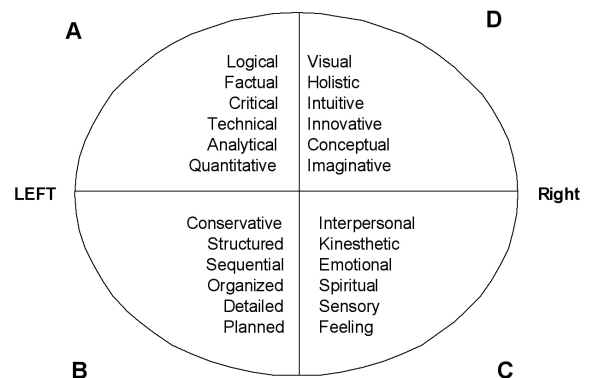 A
D
Logical
Factual
Critical
Technical
Analytical
Quantitative
Visual
Holistic
Intuitive
Innovative
Conceptual
Imaginative
LEFT
Right
Conservative
Structured
Sequential
Organized
Detailed
Planned
Interpersonal
Kinesthetic
Emotional
Spiritual
Sensory
Feeling
B
C